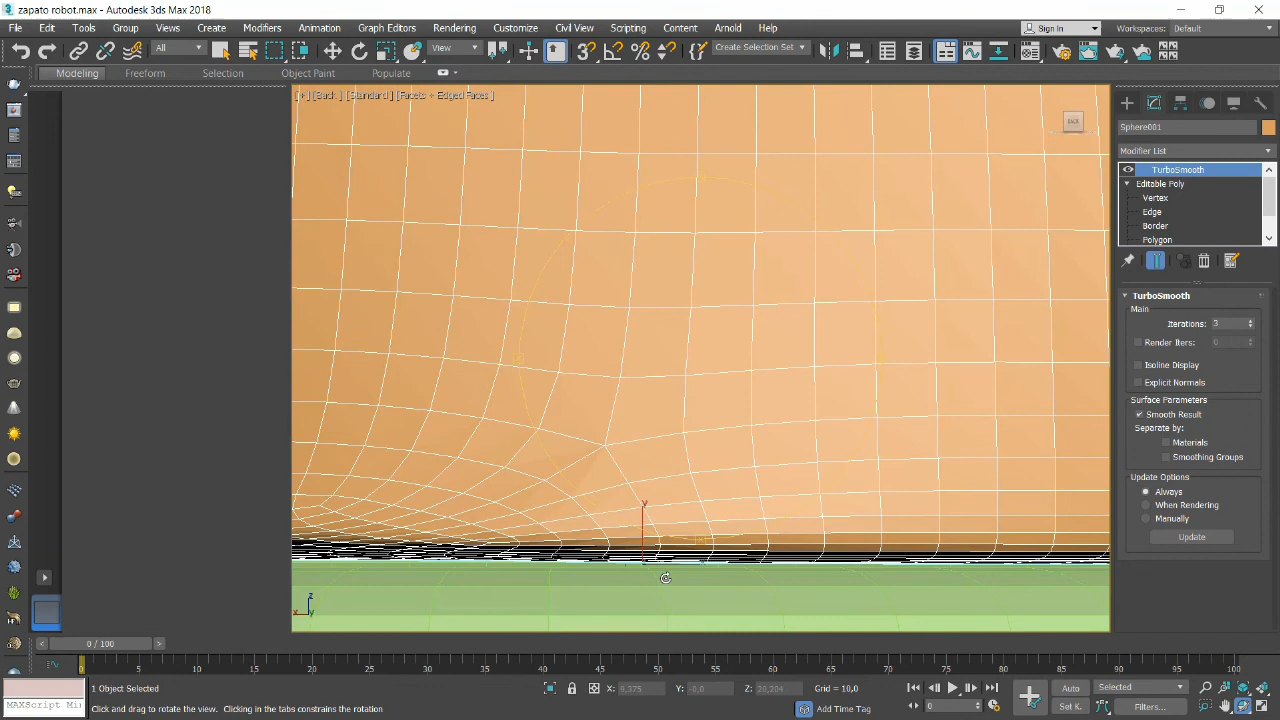 zapato robot.max - Autodesk 3ds Max 2018
File Edit Tools Group Views Create Modifiers Animation Graph Editors Rendering Customize Civil View Scripting Content Arnold Help
Sign In Workspaces: Default
All View Create Selection Set
Modeling Freeform Selection Object Paint Populate
[+] [Back] [Standard] [Facets + Edged Faces]
BACK
Sphere001
Modifier List
TurboSmooth
Editable Poly
Vertex
Edge
Border
Polygon
TurboSmooth
Main
Iterations: 3
Render Iters: 0
Isoline Display
Explicit Normals
Surface Parameters
Smooth Result
Separate by:
Materials
Smoothing Groups
Update Options
Always
When Rendering
Manually
Update
y
z
x y
< 0 / 100 >
0 5 10 15 20 25 30 35 40 45 50 55 60 65 70 75 80 85 90 95 100
1 Object Selected X: 9,375 Y: -0,0 Z: 20,204 Grid = 10,0 Auto Selected
MAXScript Mi Click and drag to rotate the view. Clicking in the tabs constrains the rotation Add Time Tag 0 Set K. Filters...